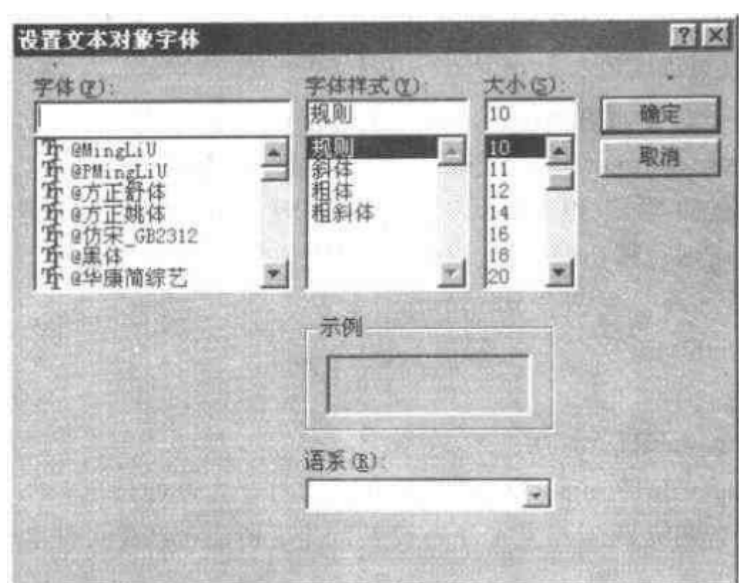 设置文本对象字体
字体(F):
字体样式(Y):
大小(S):
规则
10
确定
取消
@MingLiU
@PMingLiU
@方正舒体
@方正姚体
@仿宋_GB2312
@黑体
@华康简综艺
规则
斜体
粗体
粗斜体
10
11
12
14
16
18
20
示例
语系(R):